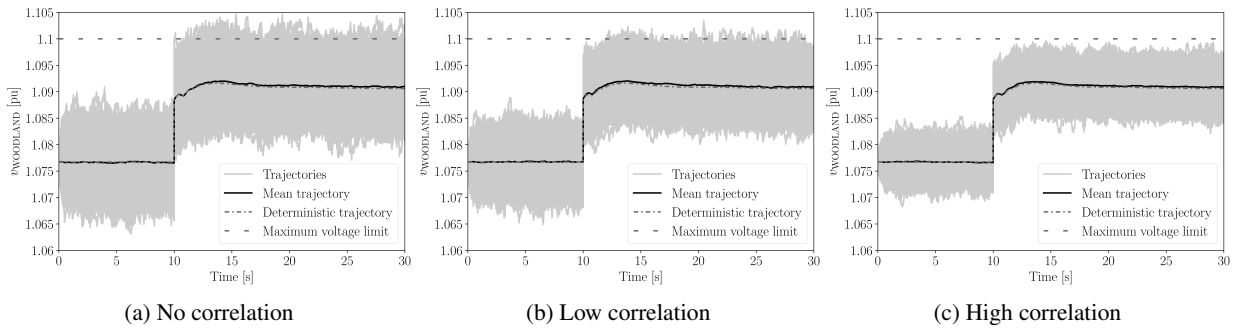 1.105
1.1
1.095
1.09
1.085
1.08
1.075
1.07
1.065
1.06
vWOODLAND [pu]
Trajectories
Mean trajectory
Deterministic trajectory
Maximum voltage limit
0 5 10 15 20 25 30
Time [s]
(a) No correlation
1.105
1.1
1.095
1.09
1.085
1.08
1.075
1.07
1.065
1.06
vWOODLAND [pu]
Trajectories
Mean trajectory
Deterministic trajectory
Maximum voltage limit
0 5 10 15 20 25 30
Time [s]
(b) Low correlation
1.105
1.1
1.095
1.09
1.085
1.08
1.075
1.07
1.065
1.06
vWOODLAND [pu]
Trajectories
Mean trajectory
Deterministic trajectory
Maximum voltage limit
0 5 10 15 20 25 30
Time [s]
(c) High correlation